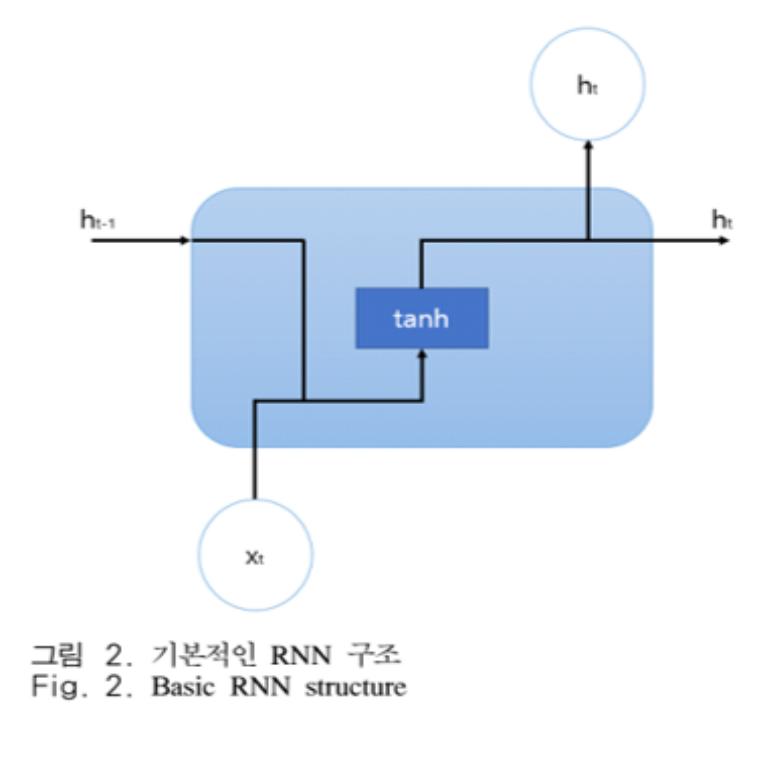 hₜ
hₜ₋₁
hₜ
tanh
xₜ
그림 2. 기본적인 RNN 구조
Fig. 2. Basic RNN structure